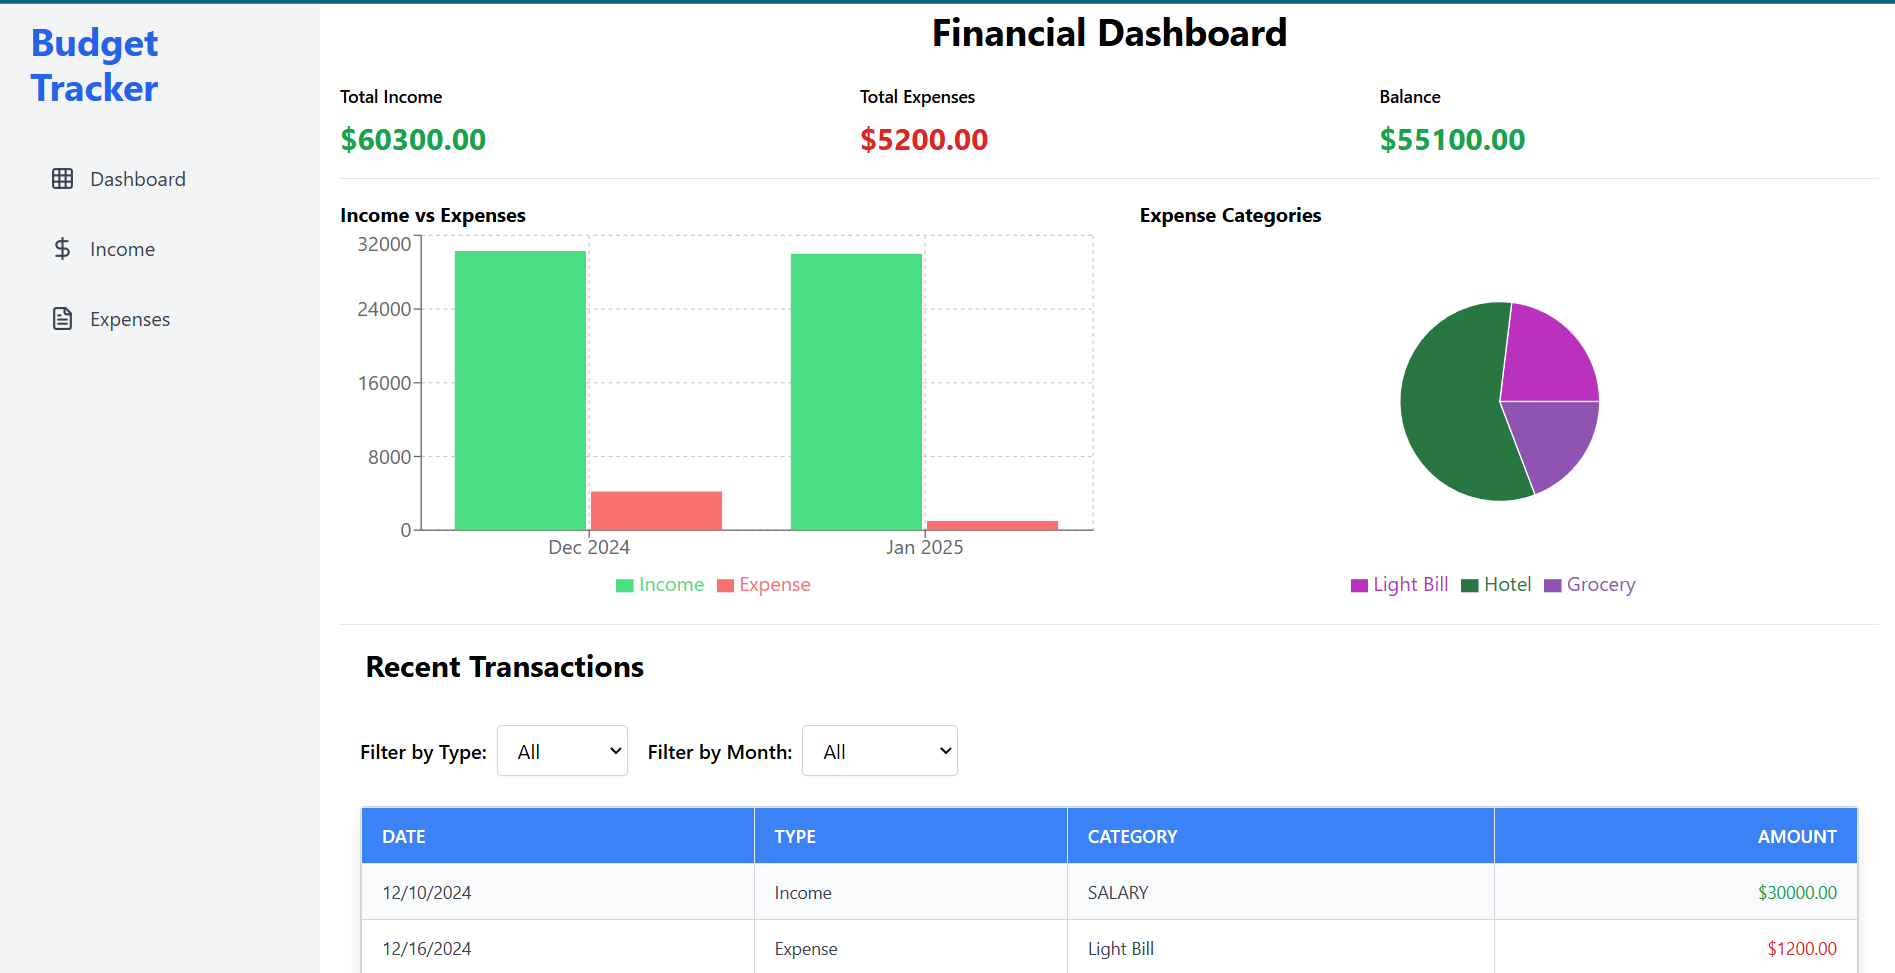 Budget
Tracker
Dashboard
Income
Expenses
Financial Dashboard
Total Income
$60300.00
Total Expenses
$5200.00
Balance
$55100.00
Income vs Expenses
32000
24000
16000
8000
0
Dec 2024
Jan 2025
Income
Expense
Expense Categories
Light Bill
Hotel
Grocery
Recent Transactions
Filter by Type: All Filter by Month: All
DATE TYPE CATEGORY AMOUNT
12/10/2024 Income SALARY $30000.00
12/16/2024 Expense Light Bill $1200.00